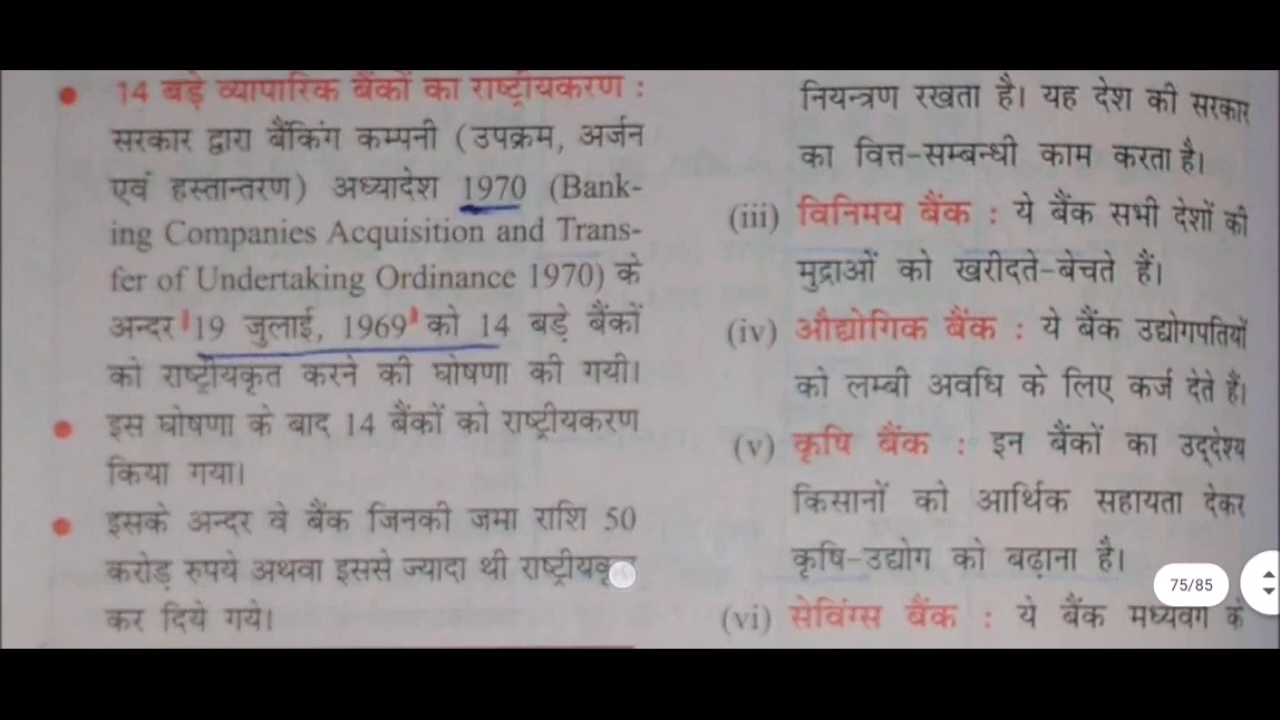 14 बड़े व्यापारिक बैंकों का राष्ट्रीयकरण :
सरकार द्वारा बैंकिंग कम्पनी (उपक्रम, अर्जन
एवं हस्तान्तरण) अध्यादेश 1970 (Bank-
ing Companies Acquisition and Trans-
fer of Undertaking Ordinance 1970) के
अन्दर 19 जुलाई, 1969 को 14 बड़े बैंकों
को राष्ट्रीयकृत करने की घोषणा की गयी।
इस घोषणा के बाद 14 बैंकों को राष्ट्रीयकरण
किया गया।
इसके अन्दर वे बैंक जिनकी जमा राशि 50
करोड़ रुपये अथवा इससे ज्यादा थी
कर दिये गये।
नियन्त्रण रखता है। यह देश की सरकार
का वित्त-सम्बन्धी काम करता है।
(iii) विनिमय बैंक : ये बैंक सभी देशों की
मुद्राओं को खरीदते-बेचते हैं।
(iv) औद्योगिक बैंक : ये बैंक उद्योगपतियों
को लम्बी अवधि के लिए कर्ज देते हैं।
(v) कृषि बैंक : इन बैंकों का उद्देश्य
किसानों को आर्थिक सहायता देकर
कृषि-उद्योग को बढ़ाना है।
(vi) सेविंग्स बैंक : ये बैंक मध्यवर्ग के
75/85